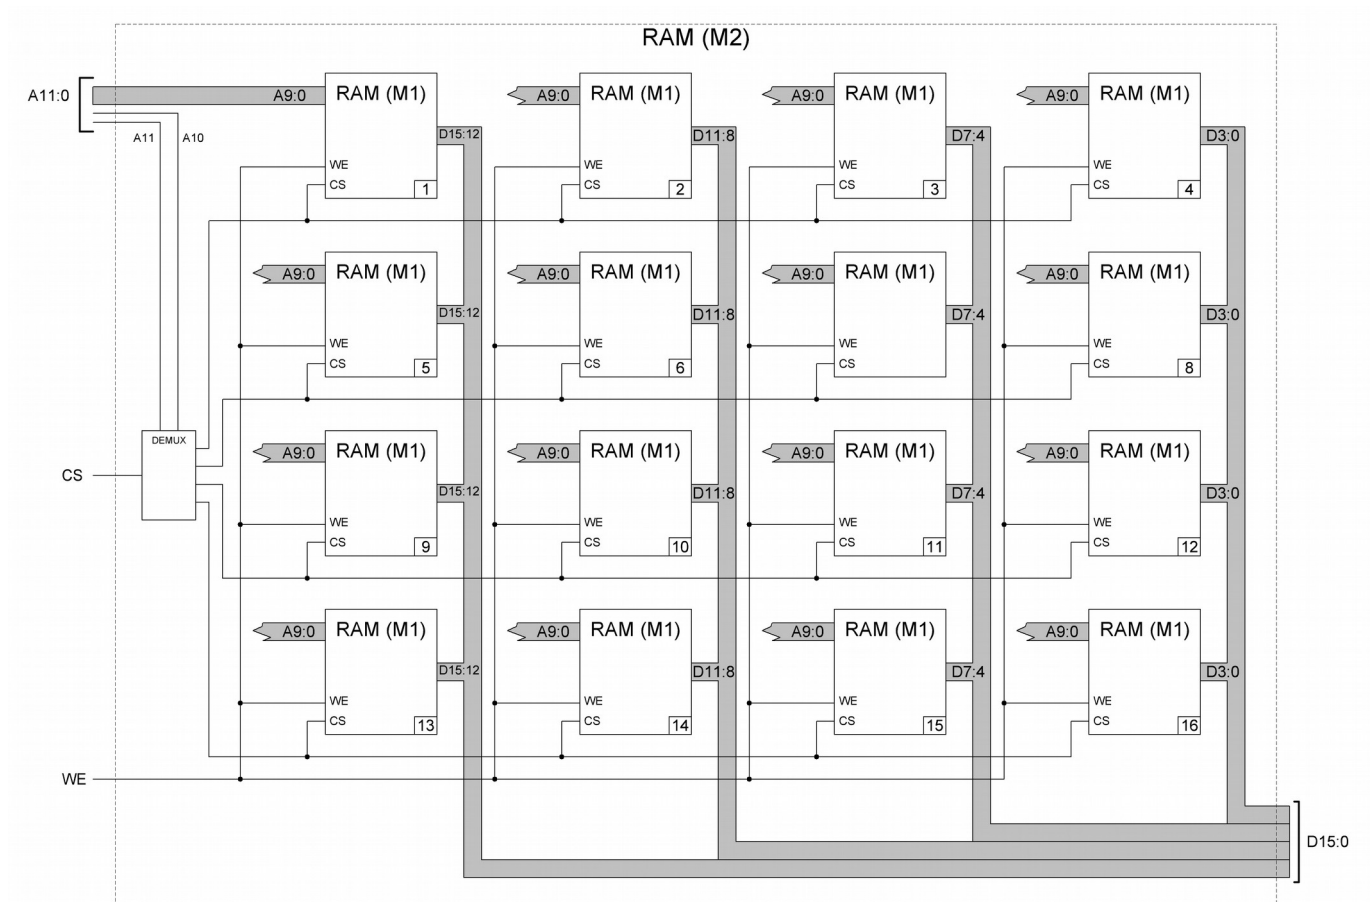 RAM (M2)
A11:0
A9:0 RAM (M1) A9:0 RAM (M1) A9:0 RAM (M1) A9:0 RAM (M1)
A11 A10 D15:12 D11:8 D7:4 D3:0
WE WE WE WE
CS 1 CS 2 CS 3 CS 4
A9:0 RAM (M1) A9:0 RAM (M1) A9:0 RAM (M1) A9:0 RAM (M1)
D15:12 D11:8 D7:4 D3:0
WE WE WE WE
CS 5 CS 6 CS CS 8
DEMUX
A9:0 RAM (M1) A9:0 RAM (M1) A9:0 RAM (M1) A9:0 RAM (M1)
CS
D15:12 D11:8 D7:4 D3:0
WE WE WE WE
CS 9 CS 10 CS 11 CS 12
A9:0 RAM (M1) A9:0 RAM (M1) A9:0 RAM (M1) A9:0 RAM (M1)
D15:12 D11:8 D7:4 D3:0
WE WE WE WE
CS 13 CS 14 CS 15 CS 16
WE
D15:0